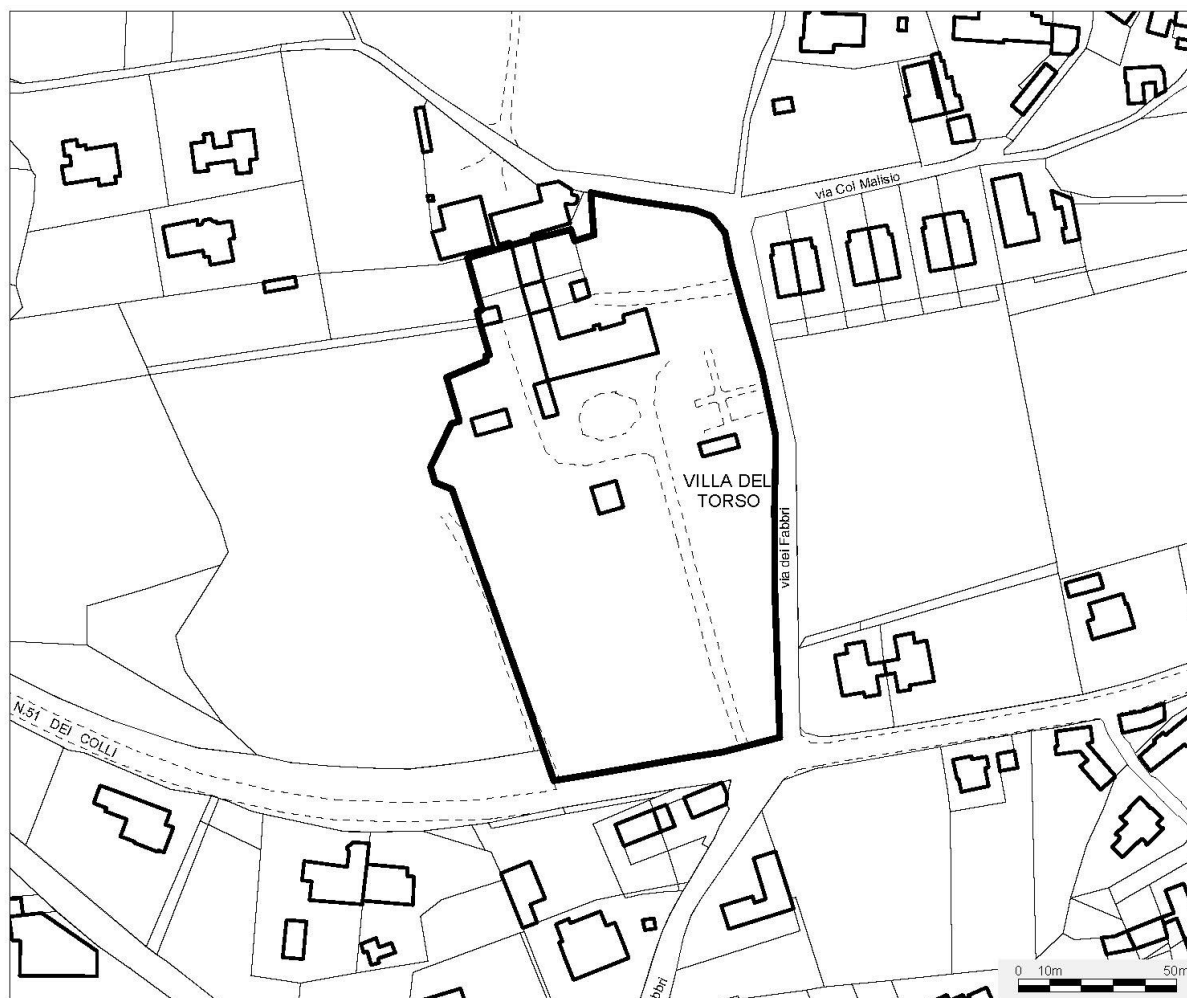 via Col Malisio
VILLA DEL
TORSO
via dei Fabbri
N.51 DEI COLLI
0 10m 50m
bbri